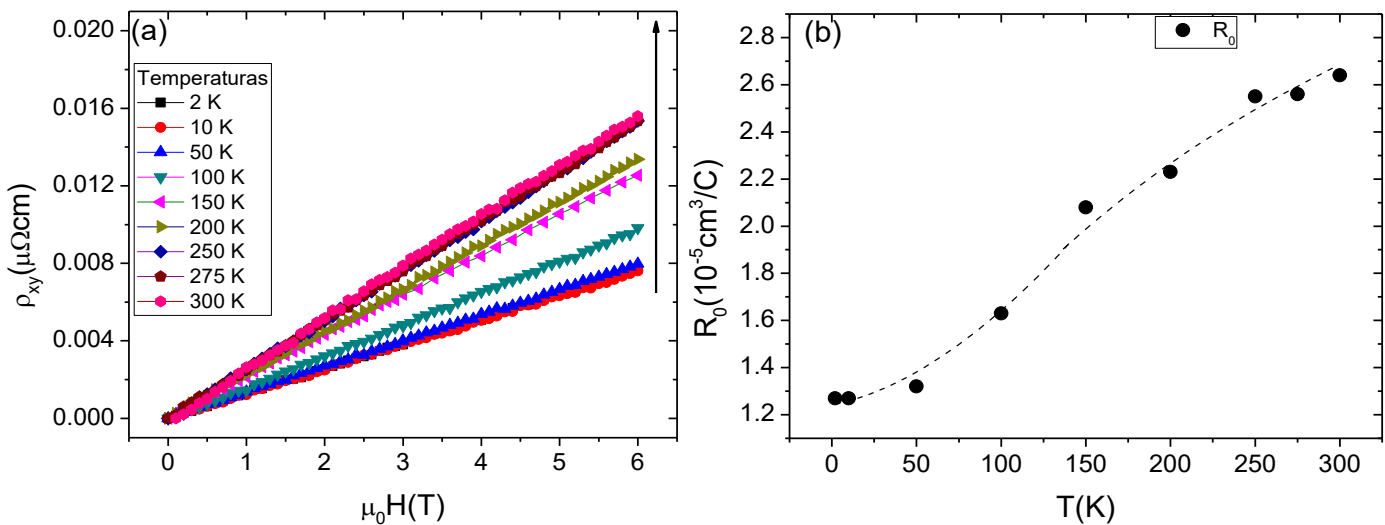 (a)
0.020
0.016
0.012
0.008
0.004
0.000
ρxy(μΩcm)
Temperaturas
2 K
10 K
50 K
100 K
150 K
200 K
250 K
275 K
300 K
0 1 2 3 4 5 6
μ0H(T)
(b)
R0
2.8
2.6
2.4
2.2
2.0
1.8
1.6
1.4
1.2
R0(10⁻⁵cm³/C)
0 50 100 150 200 250 300
T(K)